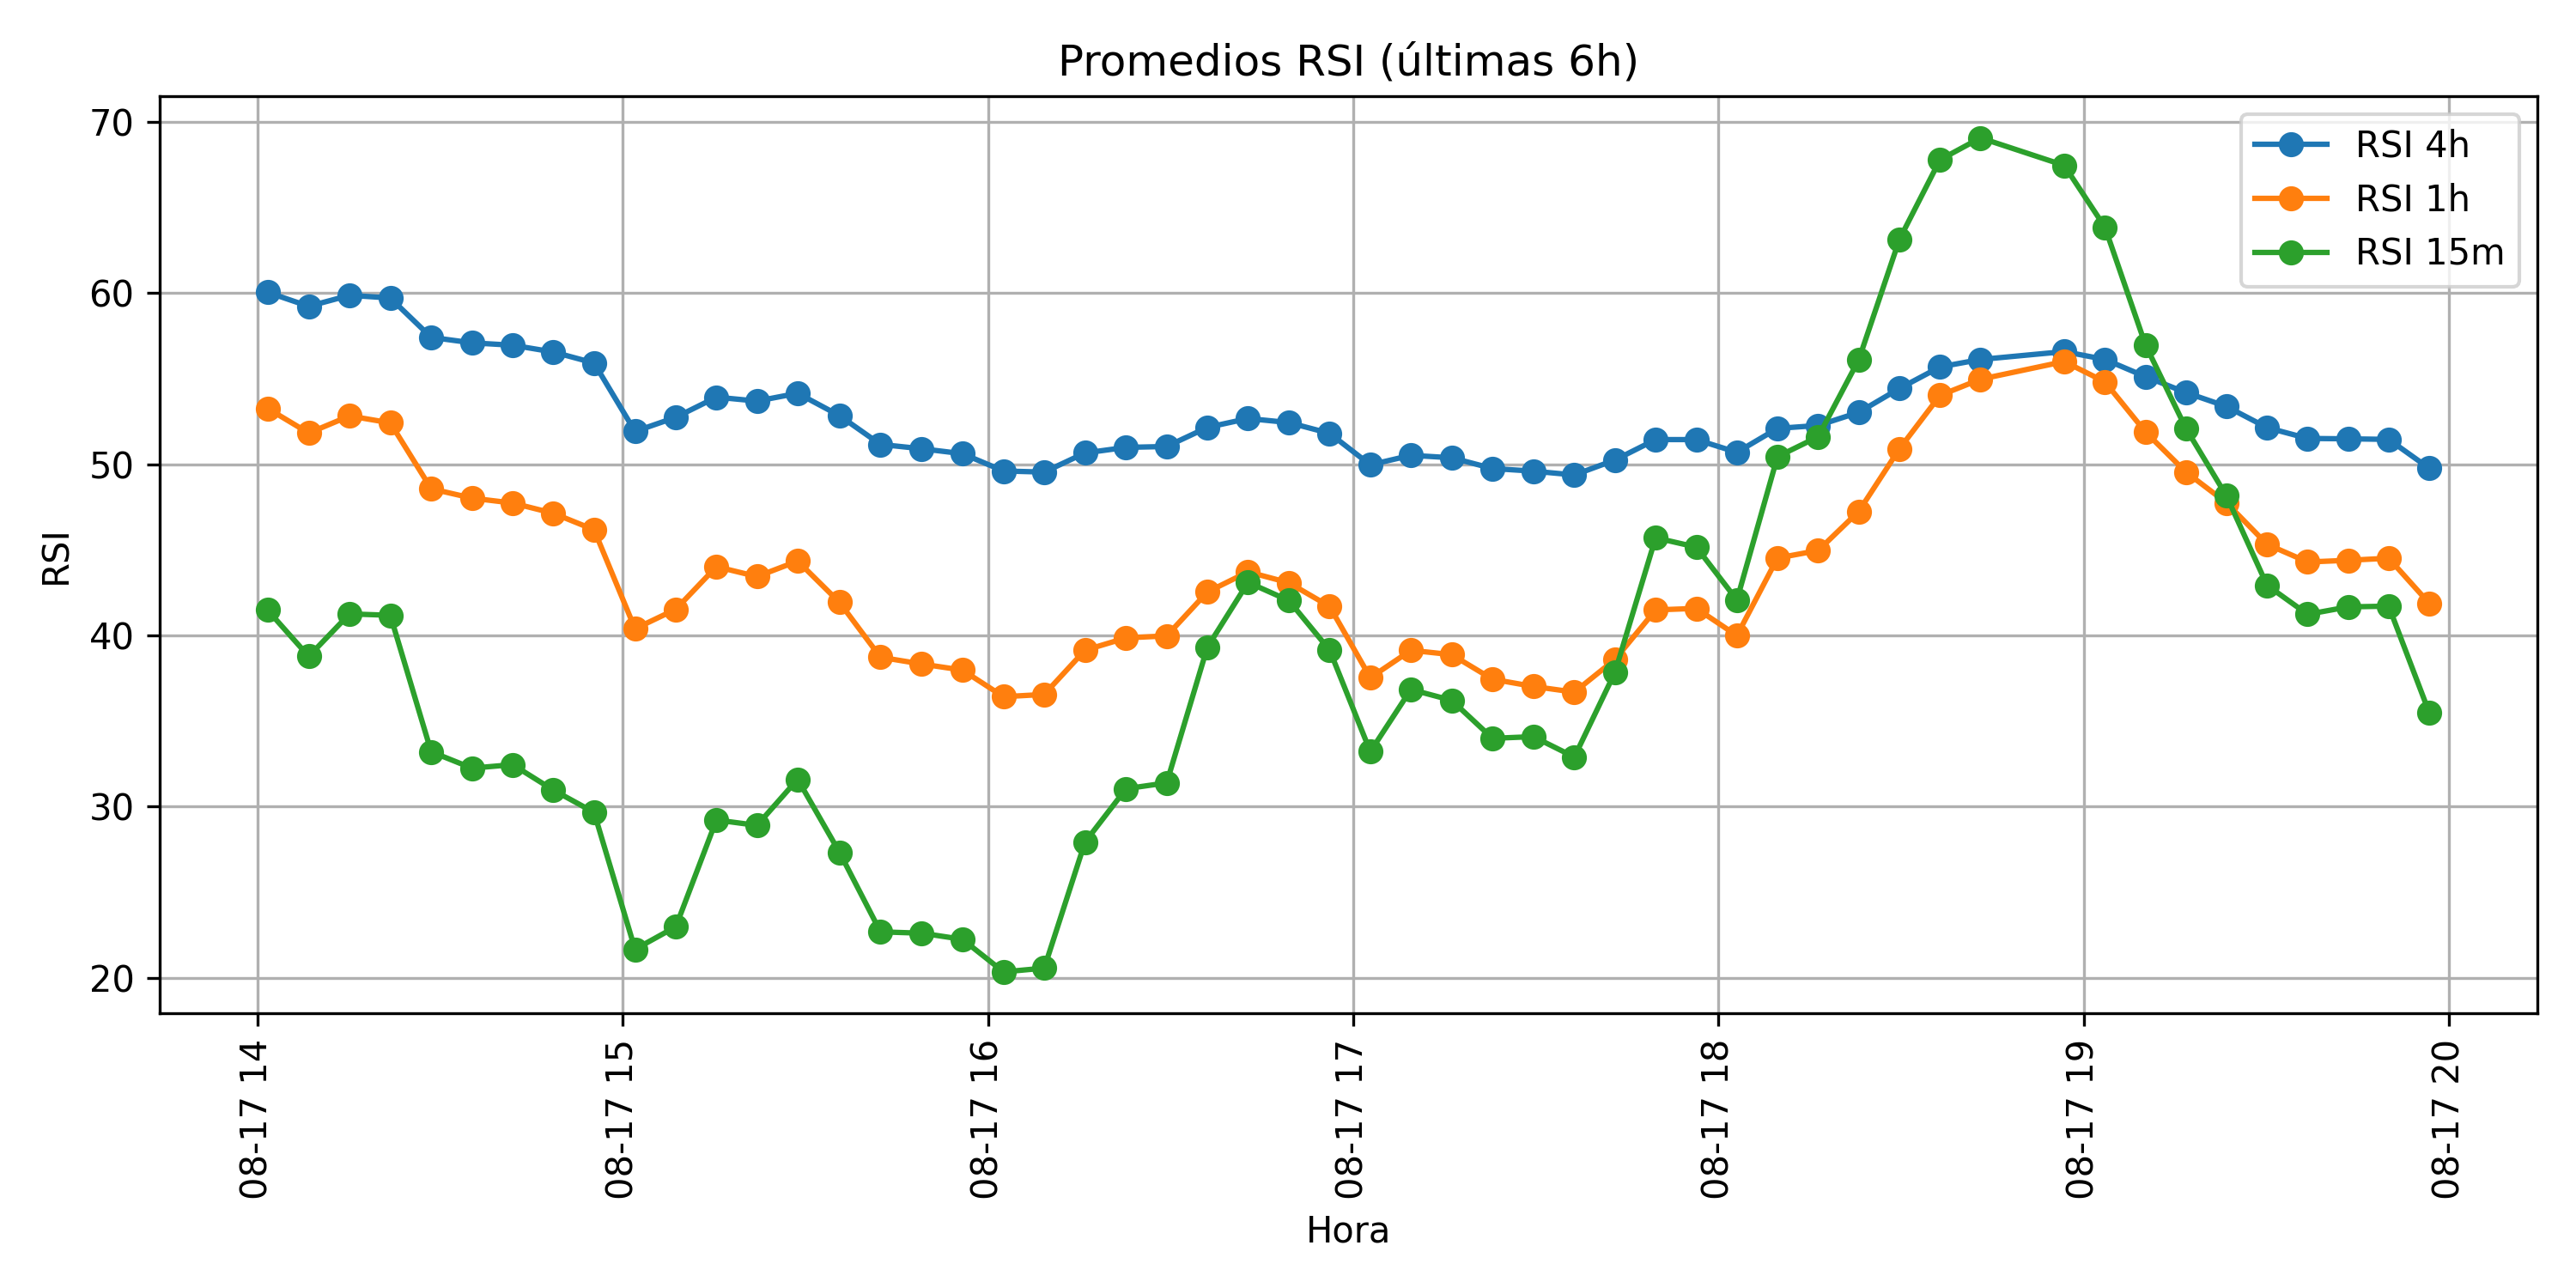 Promedios RSI (últimas 6h)
RSI 4h
RSI 1h
RSI 15m
RSI
70
60
50
40
30
20
08-17 14
08-17 15
08-17 16
08-17 17
08-17 18
08-17 19
08-17 20
Hora